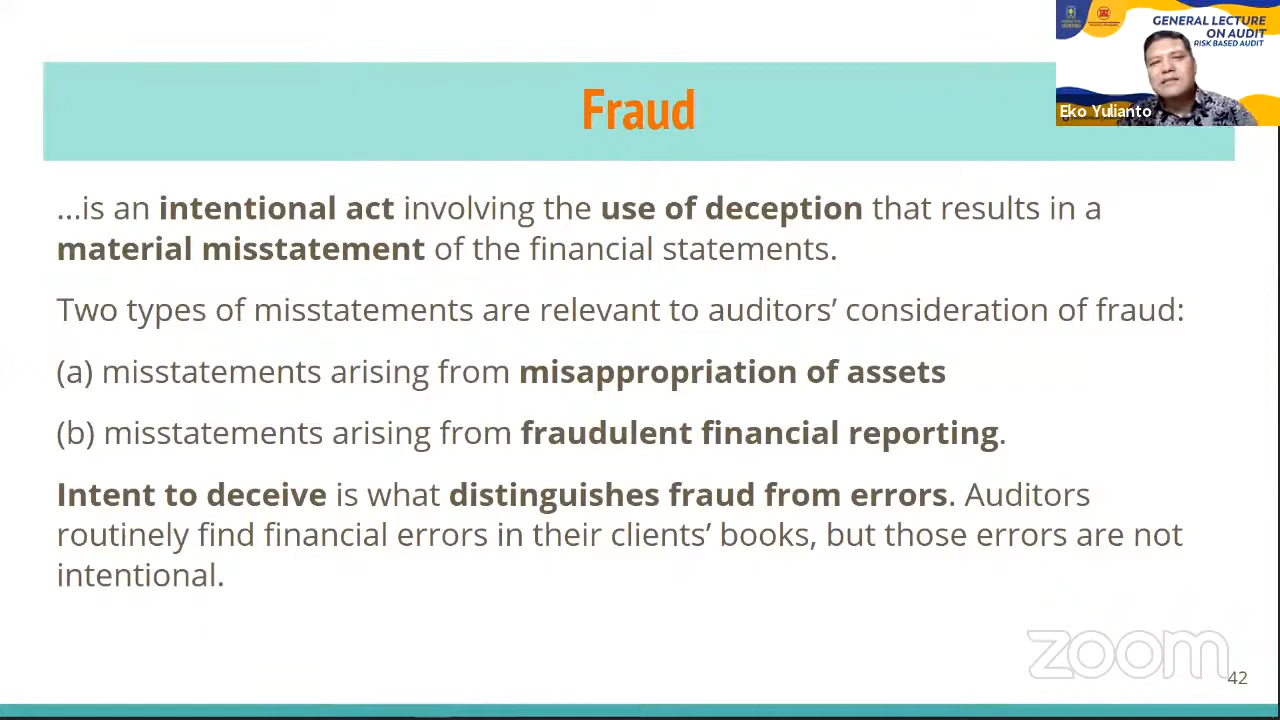 GENERAL LECTURE
ON AUDIT
RISK BASED AUDIT
Eko Yulianto
Fraud
...is an intentional act involving the use of deception that results in a
material misstatement of the financial statements.
Two types of misstatements are relevant to auditors’ consideration of fraud:
(a) misstatements arising from misappropriation of assets
(b) misstatements arising from fraudulent financial reporting.
Intent to deceive is what distinguishes fraud from errors. Auditors
routinely find financial errors in their clients’ books, but those errors are not
intentional.
zoom
42